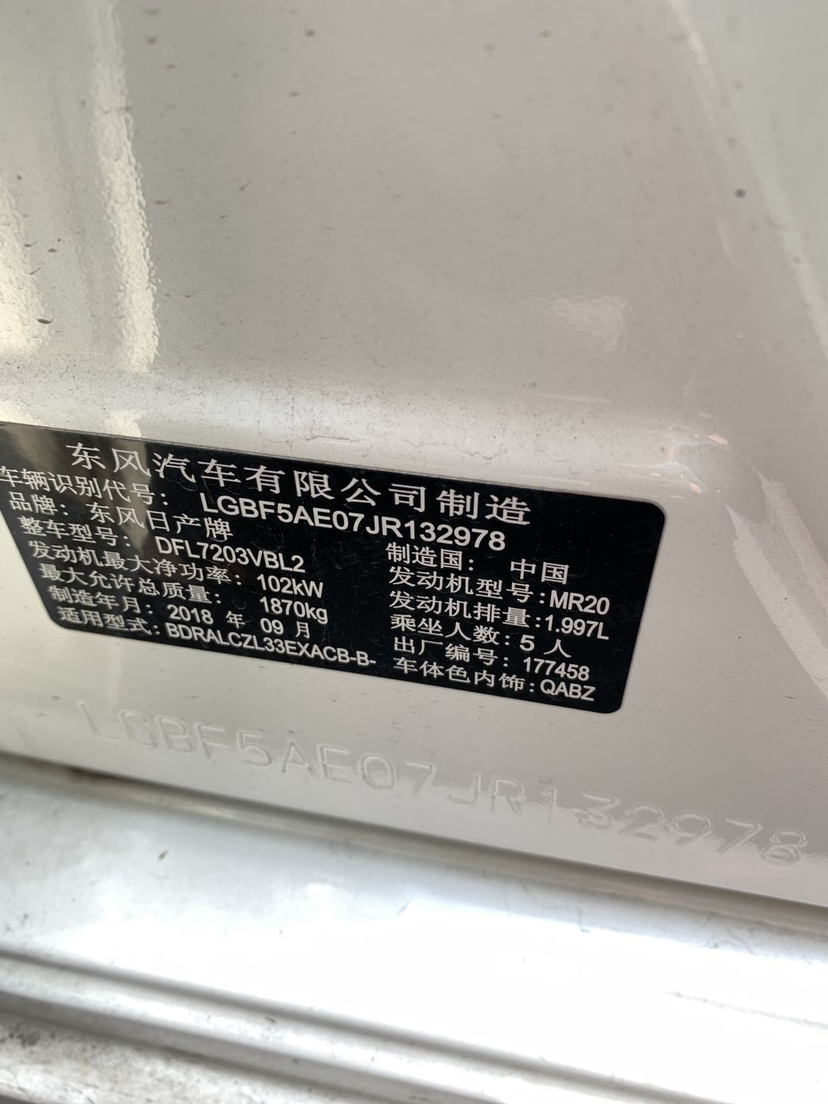 东风汽车有限公司制造
车辆识别代号: LGBF5AE07JR132978
品牌: 东风日产牌 制造国: 中国
整车型号: DFL7203VBL2 发动机型号:MR20
发动机最大净功率: 102kW 发动机排量:1.997L
最大允许总质量: 1870kg 乘坐人数:5 人
制造年月: 2018 年 09 月 出厂编号: 177458
适用型式:BDRALCZL33EXACB-B- 车体色内饰:QABZ
LGBF5AE07JR132978